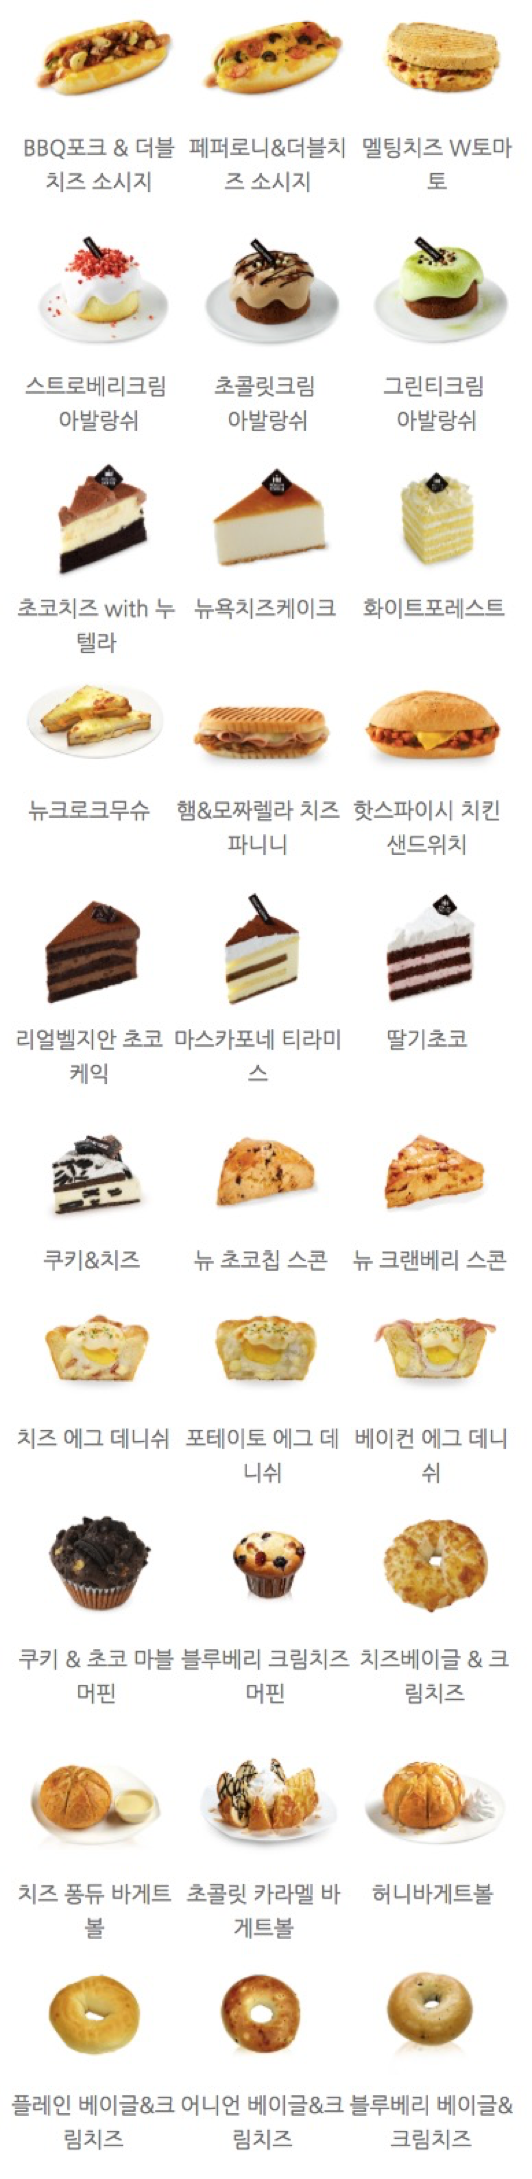 BBQ포크 & 더블 페퍼로니&더블치 멜팅치즈 W토마
치즈 소시지 즈 소시지 토
스트로베리크림 초콜릿크림 그린티크림
아발랑쉬 아발랑쉬 아발랑쉬
초코치즈 with 누 뉴욕치즈케이크 화이트포레스트
텔라
뉴크로크무슈 햄&모짜렐라 치즈 핫스파이시 치킨
파니니 샌드위치
리얼벨지안 초코 마스카포네 티라미 딸기초코
케익 스
쿠키&치즈 뉴 초코칩 스콘 뉴 크랜베리 스콘
치즈 에그 데니쉬 포테이토 에그 데 베이컨 에그 데니
니쉬 쉬
쿠키 & 초코 마블 블루베리 크림치즈 치즈베이글 & 크
머핀 머핀 림치즈
치즈 퐁듀 바게트 초콜릿 카라멜 바 허니바게트볼
볼 게트볼
플레인 베이글&크 어니언 베이글&크 블루베리 베이글&
림치즈 림치즈 크림치즈